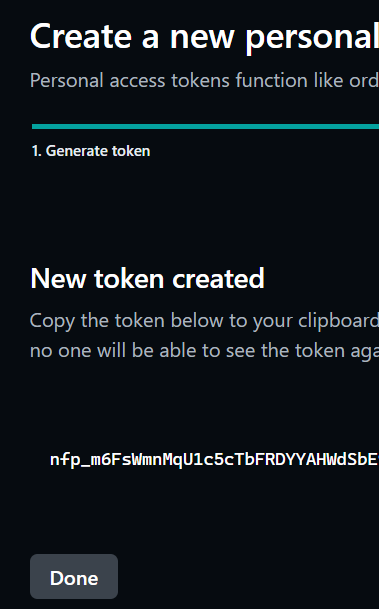 Create a new personal
Personal access tokens function like ord
1. Generate token
New token created
Copy the token below to your clipboard
no one will be able to see the token aga
nfp_m6FsWmnMqU1c5cTbFRDYYAHWdSbE
Done